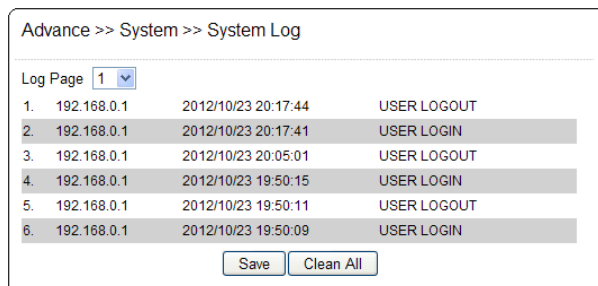 Advance >> System >> System Log
Log Page 1
1. 192.168.0.1 2012/10/23 20:17:44 USER LOGOUT
2. 192.168.0.1 2012/10/23 20:17:41 USER LOGIN
3. 192.168.0.1 2012/10/23 20:05:01 USER LOGOUT
4. 192.168.0.1 2012/10/23 19:50:15 USER LOGIN
5. 192.168.0.1 2012/10/23 19:50:11 USER LOGOUT
6. 192.168.0.1 2012/10/23 19:50:09 USER LOGIN
Save Clean All